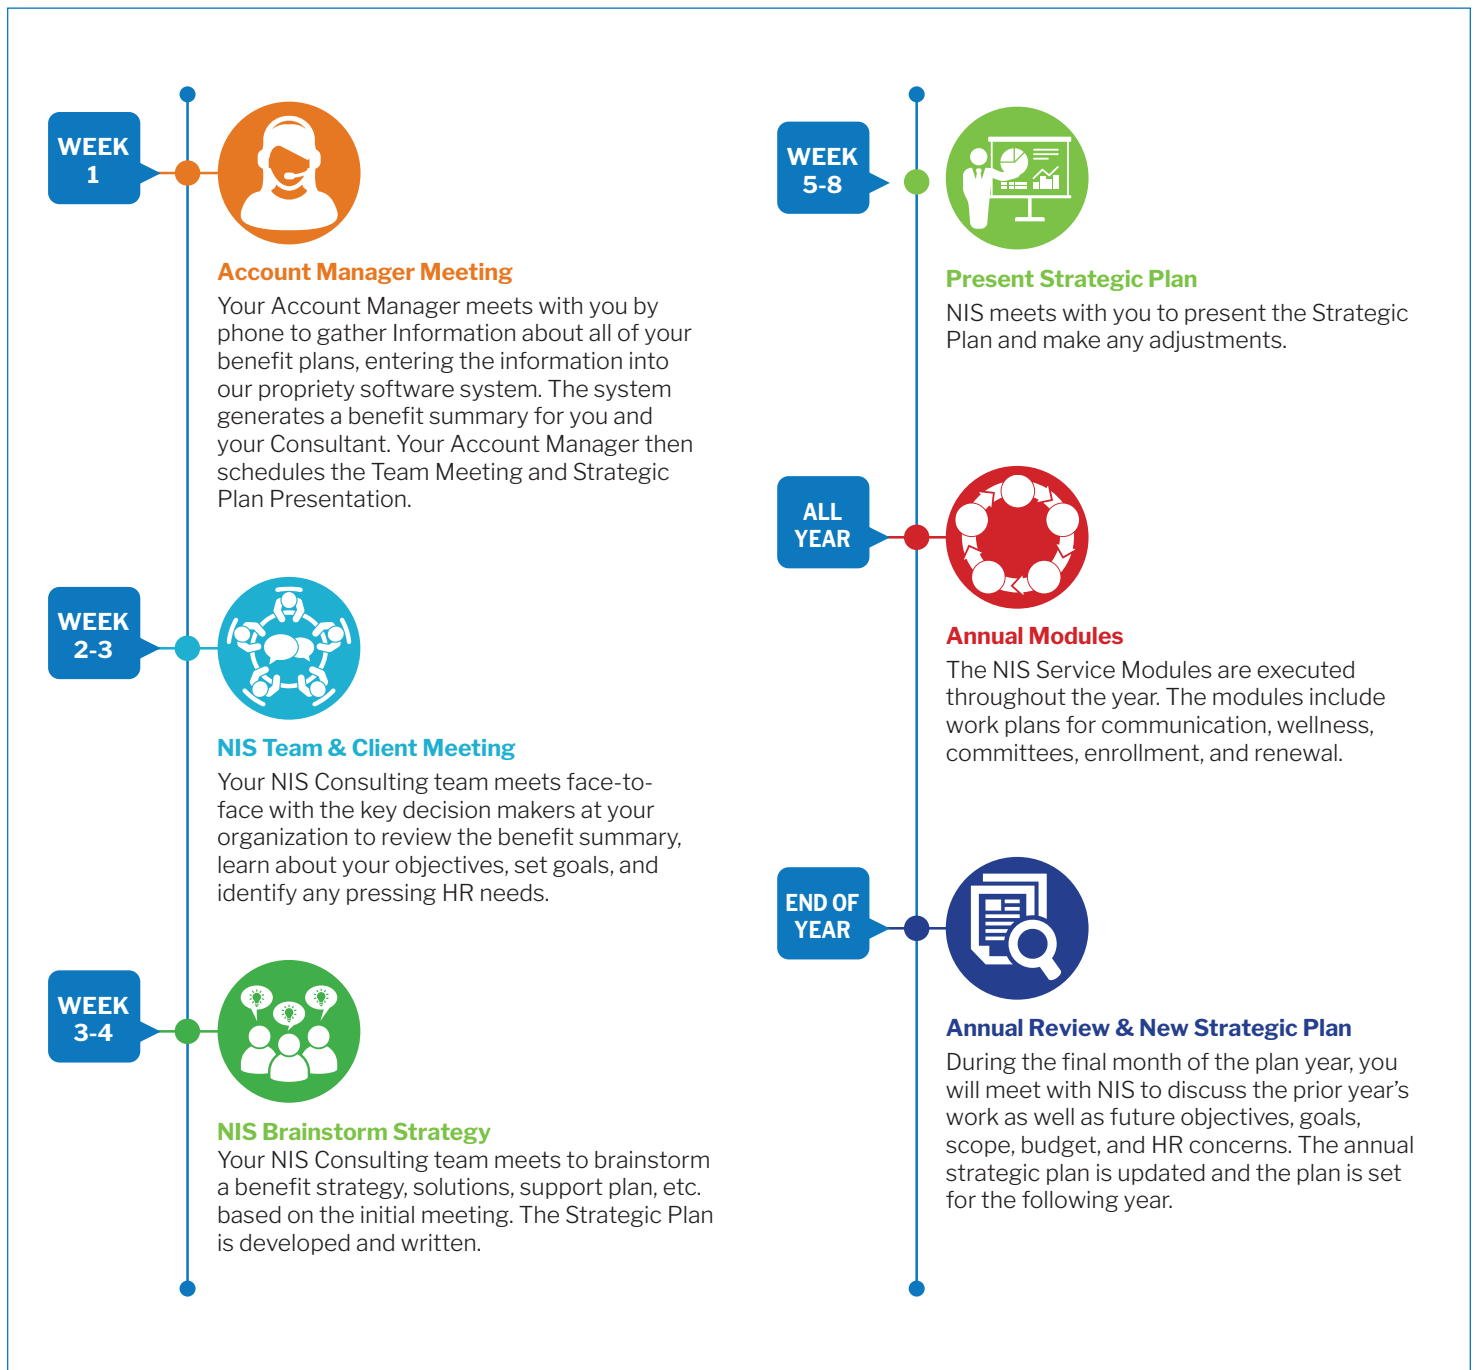 WEEK
1
Account Manager Meeting
Your Account Manager meets with you by
phone to gather Information about all of your
benefit plans, entering the information into
our propriety software system. The system
generates a benefit summary for you and
your Consultant. Your Account Manager then
schedules the Team Meeting and Strategic
Plan Presentation.
WEEK
2-3
NIS Team & Client Meeting
Your NIS Consulting team meets face-to-
face with the key decision makers at your
organization to review the benefit summary,
learn about your objectives, set goals, and
identify any pressing HR needs.
WEEK
3-4
NIS Brainstorm Strategy
Your NIS Consulting team meets to brainstorm
a benefit strategy, solutions, support plan, etc.
based on the initial meeting. The Strategic Plan
is developed and written.
WEEK
5-8
Present Strategic Plan
NIS meets with you to present the Strategic
Plan and make any adjustments.
ALL
YEAR
Annual Modules
The NIS Service Modules are executed
throughout the year. The modules include
work plans for communication, wellness,
committees, enrollment, and renewal.
END OF
YEAR
Annual Review & New Strategic Plan
During the final month of the plan year, you
will meet with NIS to discuss the prior year’s
work as well as future objectives, goals,
scope, budget, and HR concerns. The annual
strategic plan is updated and the plan is set
for the following year.